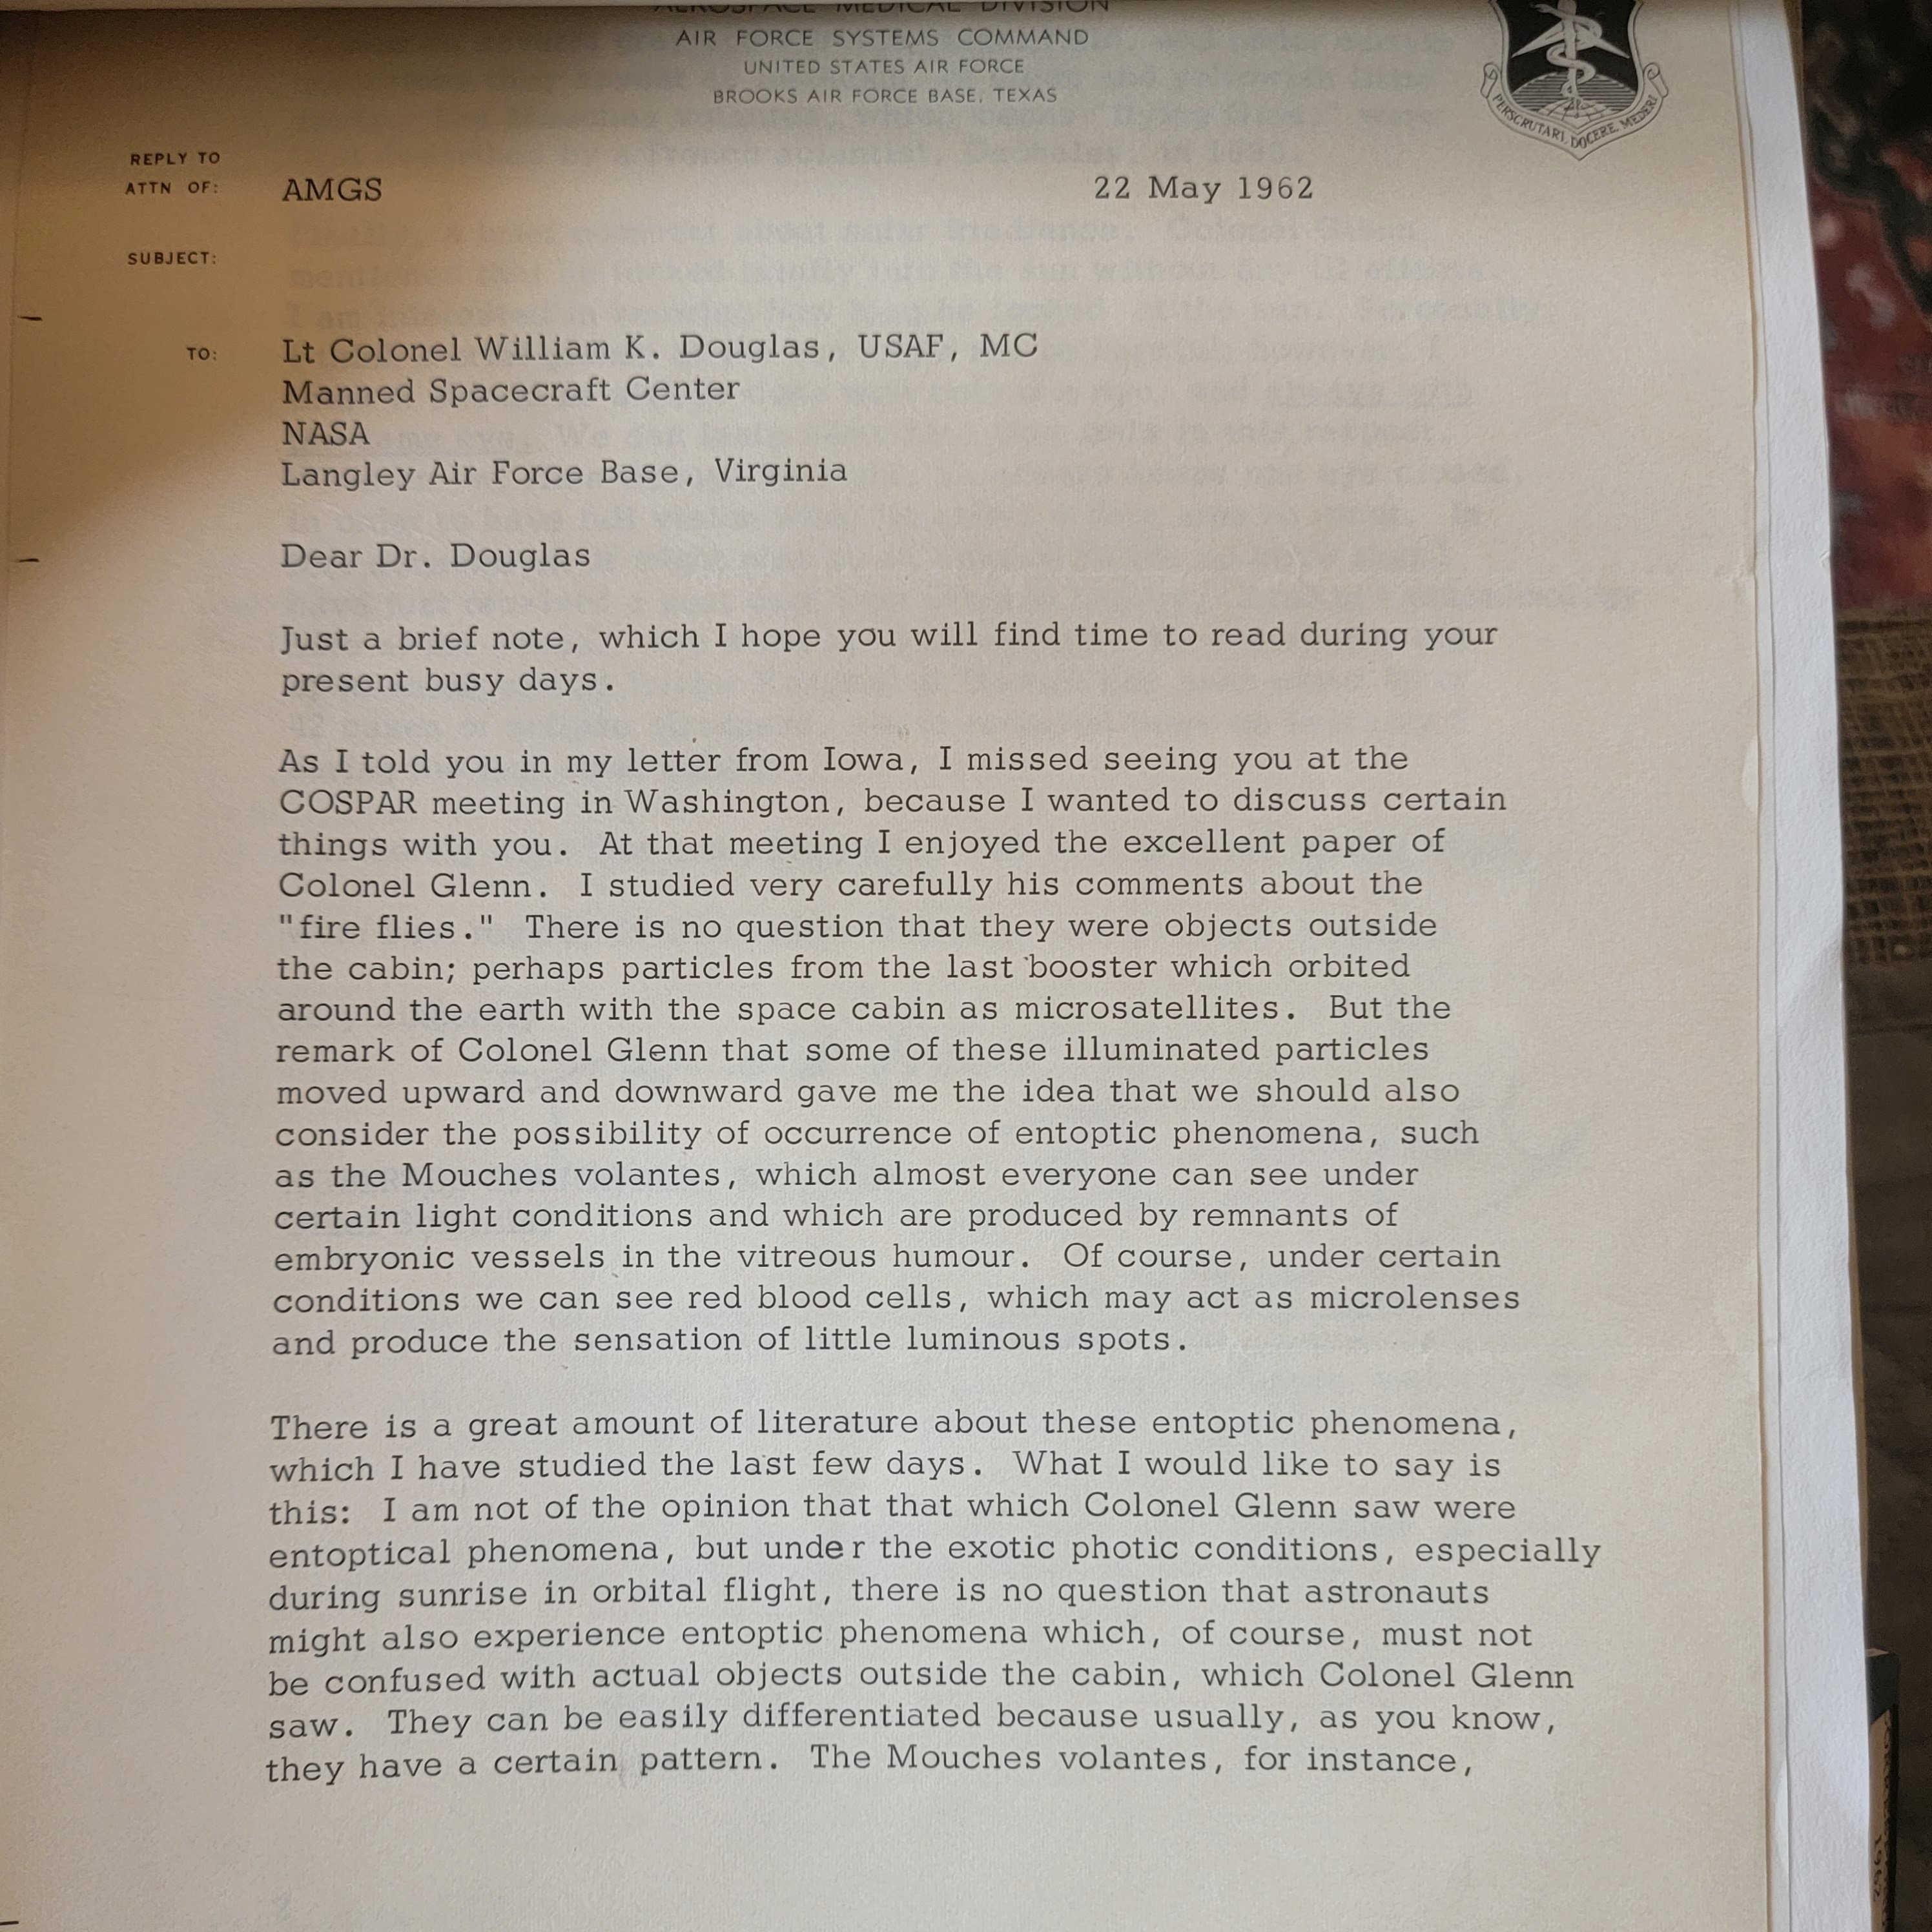 AEROSPACE MEDICAL DIVISION
AIR FORCE SYSTEMS COMMAND
UNITED STATES AIR FORCE
BROOKS AIR FORCE BASE, TEXAS
PERSCRUTARI, DOCERE, MEDERI
REPLY TO
ATTN OF: AMGS 22 May 1962
SUBJECT:
TO: Lt Colonel William K. Douglas, USAF, MC
Manned Spacecraft Center
NASA
Langley Air Force Base, Virginia
Dear Dr. Douglas
Just a brief note, which I hope you will find time to read during your
present busy days.
As I told you in my letter from Iowa, I missed seeing you at the
COSPAR meeting in Washington, because I wanted to discuss certain
things with you. At that meeting I enjoyed the excellent paper of
Colonel Glenn. I studied very carefully his comments about the
"fire flies." There is no question that they were objects outside
the cabin; perhaps particles from the last booster which orbited
around the earth with the space cabin as microsatellites. But the
remark of Colonel Glenn that some of these illuminated particles
moved upward and downward gave me the idea that we should also
consider the possibility of occurrence of entoptic phenomena, such
as the Mouches volantes, which almost everyone can see under
certain light conditions and which are produced by remnants of
embryonic vessels in the vitreous humour. Of course, under certain
conditions we can see red blood cells, which may act as microlenses
and produce the sensation of little luminous spots.
There is a great amount of literature about these entoptic phenomena,
which I have studied the last few days. What I would like to say is
this: I am not of the opinion that that which Colonel Glenn saw were
entoptical phenomena, but under the exotic photic conditions, especially
during sunrise in orbital flight, there is no question that astronauts
might also experience entoptic phenomena which, of course, must not
be confused with actual objects outside the cabin, which Colonel Glenn
saw. They can be easily differentiated because usually, as you know,
they have a certain pattern. The Mouches volantes, for instance,